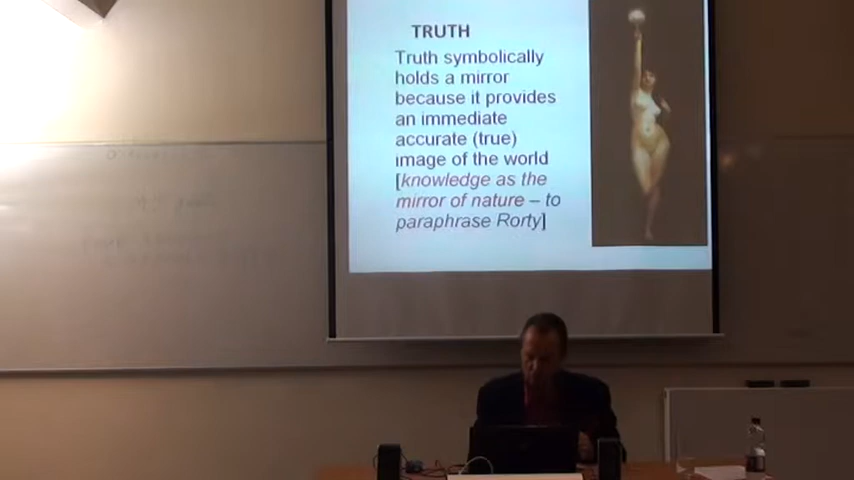 TRUTH
Truth symbolically
holds a mirror
because it provides
an immediate
accurate (true)
image of the world
[knowledge as the
mirror of nature – to
paraphrase Rorty]